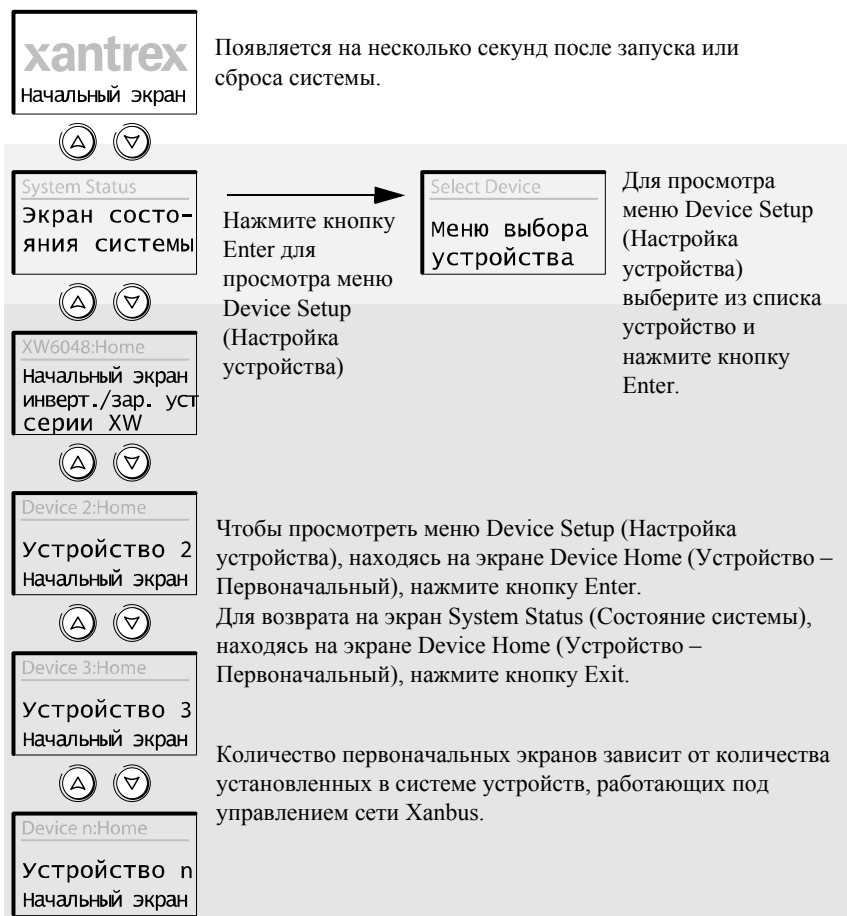 xantrex
Начальный экран
Появляется на несколько секунд после запуска или
сброса системы.
System Status
Экран состо-
яния системы
Нажмите кнопку
Enter для
просмотра меню
Device Setup
(Настройка
устройства)
Select Device
Меню выбора
устройства
Для просмотра
меню Device Setup
(Настройка
устройства)
выберите из списка
устройство и
нажмите кнопку
Enter.
XW6048:Home
Начальный экран
инверт./зар. уст
серии XW
Device 2:Home
Устройство 2
Начальный экран
Чтобы просмотреть меню Device Setup (Настройка
устройства), находясь на экране Device Home (Устройство –
Первоначальный), нажмите кнопку Enter.
Для возврата на экран System Status (Состояние системы),
находясь на экране Device Home (Устройство –
Первоначальный), нажмите кнопку Exit.
Device 3:Home
Устройство 3
Начальный экран
Количество первоначальных экранов зависит от количества
установленных в системе устройств, работающих под
управлением сети Xanbus.
Device n:Home
Устройство n
Начальный экран